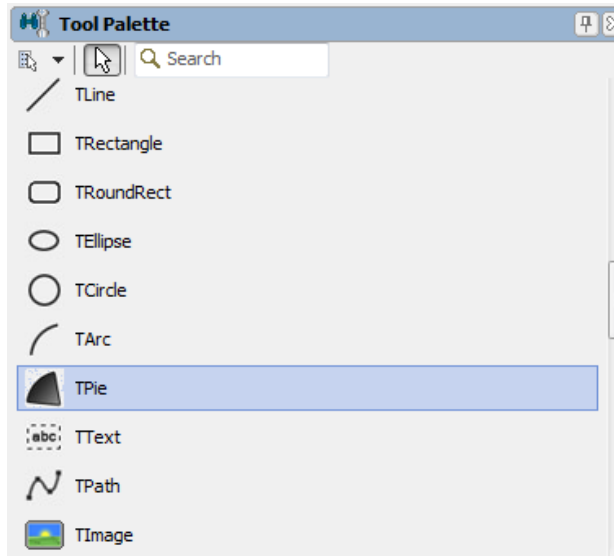 Tool Palette
Search
TLine
TRectangle
TRoundRect
TEllipse
TCircle
TArc
TPie
abc TText
TPath
TImage